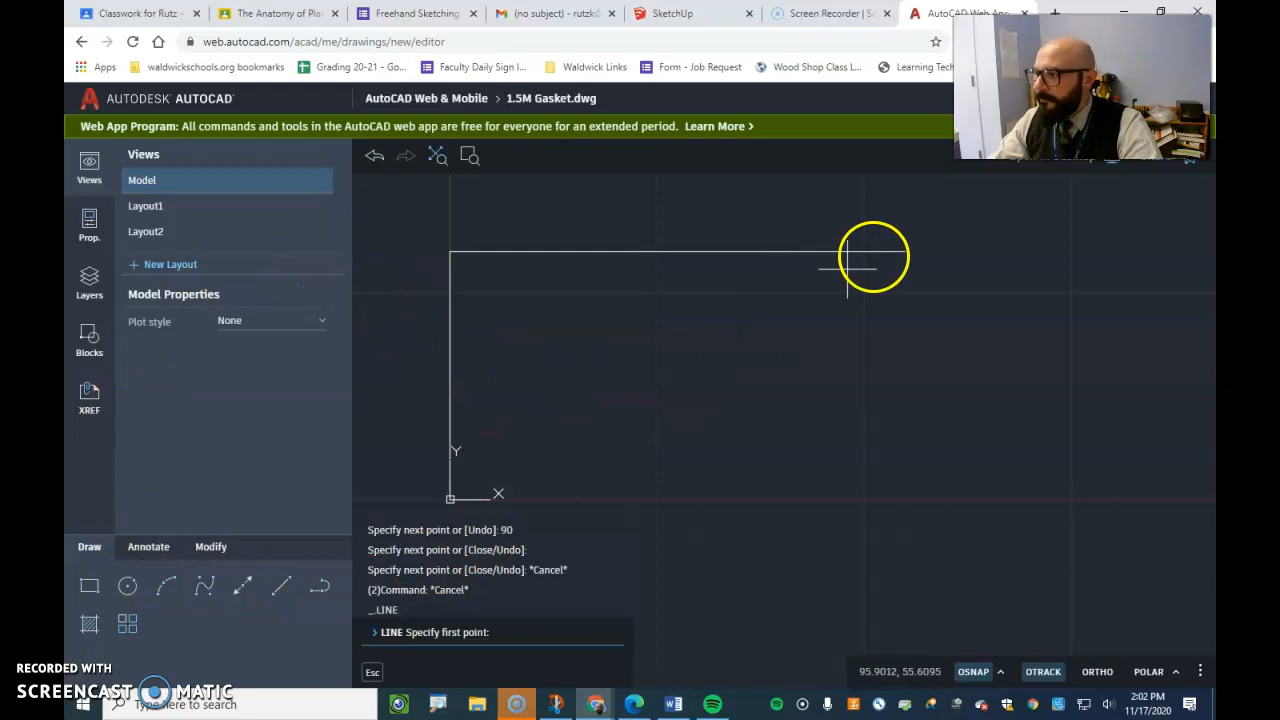 Classwork for Rutz
The Anatomy of Pla
Freehand Sketching
(no subject) - rutzk@
SketchUp
Screen Recorder | Sc
AutoCAD Web App
web.autocad.com/acad/me/drawings/new/editor
Apps
waldwickschools.org bookmarks
Grading 20-21 - Go...
Faculty Daily Sign I...
Waldwick Links
Form - Job Request
Wood Shop Class L...
Learning Tech
AUTODESK AUTOCAD
AutoCAD Web & Mobile > 1.5M Gasket.dwg
Web App Program: All commands and tools in the AutoCAD web app are free for everyone for an extended period. Learn More >
Views
Model
Layout1
Layout2
+ New Layout
Model Properties
Plot style None
Views
Prop.
Layers
Blocks
XREF
Y
X
Draw Annotate Modify
Specify next point or [Undo]: 90
Specify next point or [Close/Undo]:
Specify next point or [Close/Undo]: *Cancel*
(2)Command: *Cancel*
_.LINE
> LINE Specify first point:
Esc
95.9012, 55.6095 OSNAP OTRACK ORTHO POLAR
RECORDED WITH
SCREENCAST MATIC
Type here to search
2:02 PM
11/17/2020